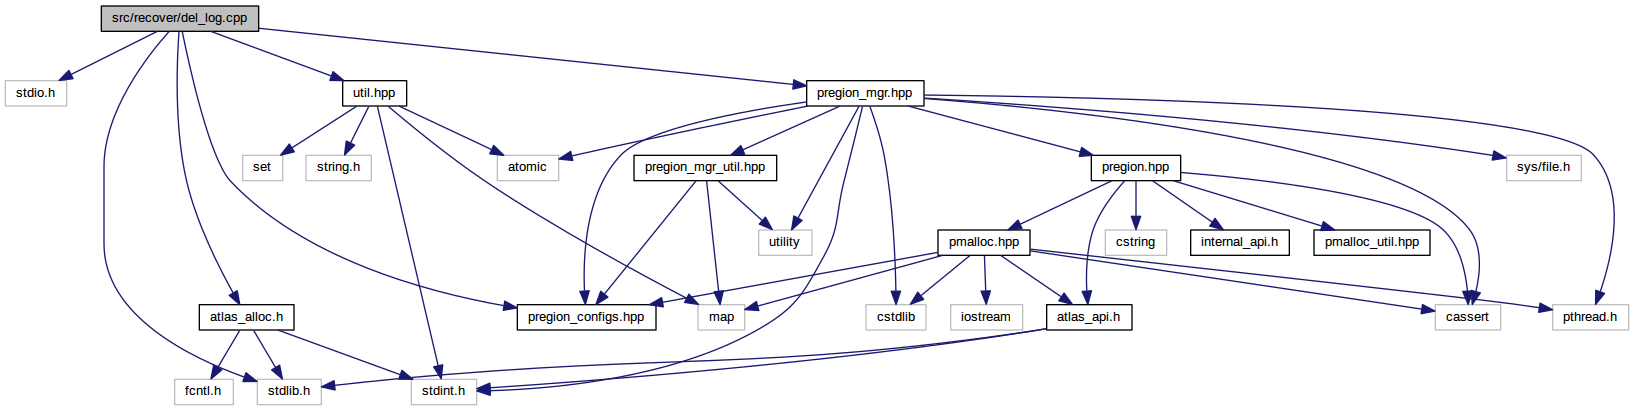 src/recover/del_log.cpp
stdio.h
util.hpp
pregion_mgr.hpp
set
string.h
atomic
pregion_mgr_util.hpp
pregion.hpp
sys/file.h
utility
pmalloc.hpp
cstring
internal_api.h
pmalloc_util.hpp
atlas_alloc.h
pregion_configs.hpp
map
cstdlib
iostream
atlas_api.h
cassert
pthread.h
fcntl.h
stdlib.h
stdint.h